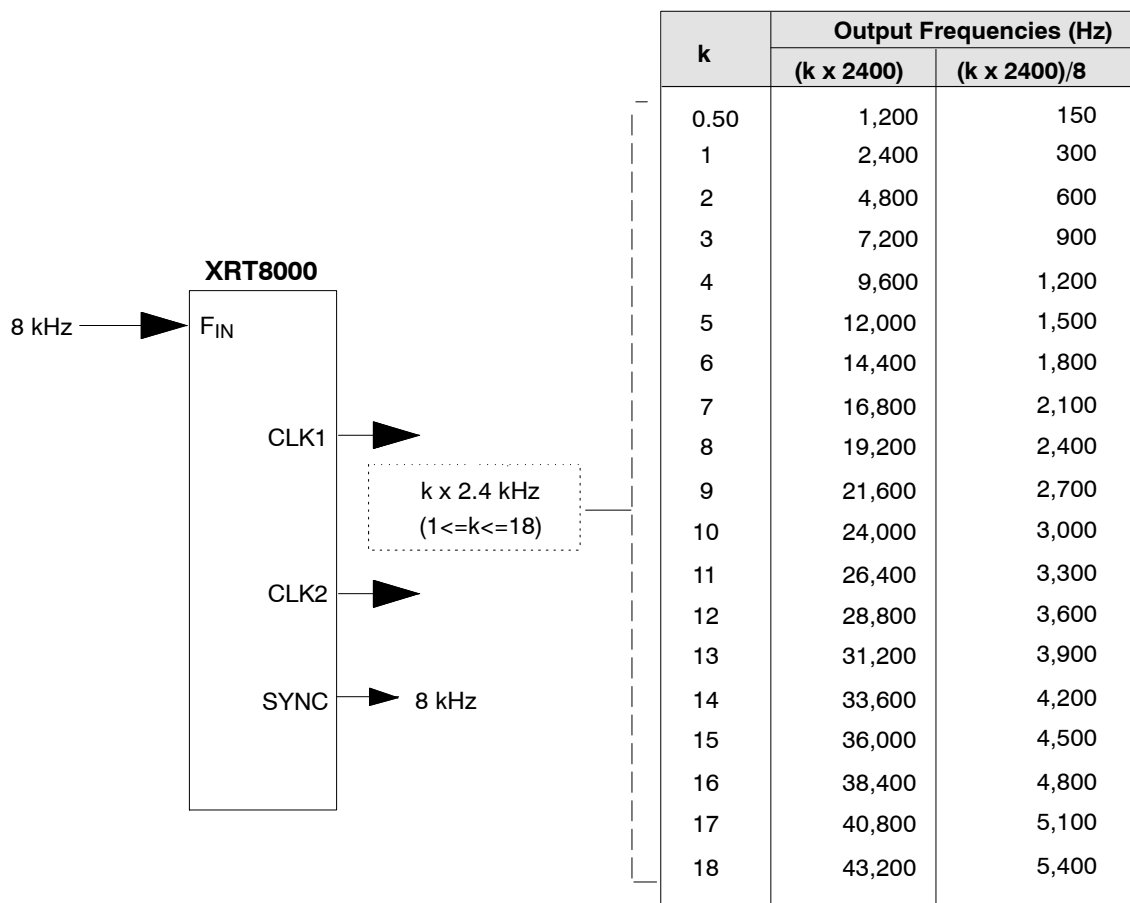 XRT8000
8 kHz
FIN
CLK1
k x 2.4 kHz
(1<=k<=18)
CLK2
SYNC
8 kHz
k Output Frequencies (Hz)
(k x 2400) (k x 2400)/8
0.50 1,200 150
1 2,400 300
2 4,800 600
3 7,200 900
4 9,600 1,200
5 12,000 1,500
6 14,400 1,800
7 16,800 2,100
8 19,200 2,400
9 21,600 2,700
10 24,000 3,000
11 26,400 3,300
12 28,800 3,600
13 31,200 3,900
14 33,600 4,200
15 36,000 4,500
16 38,400 4,800
17 40,800 5,100
18 43,200 5,400